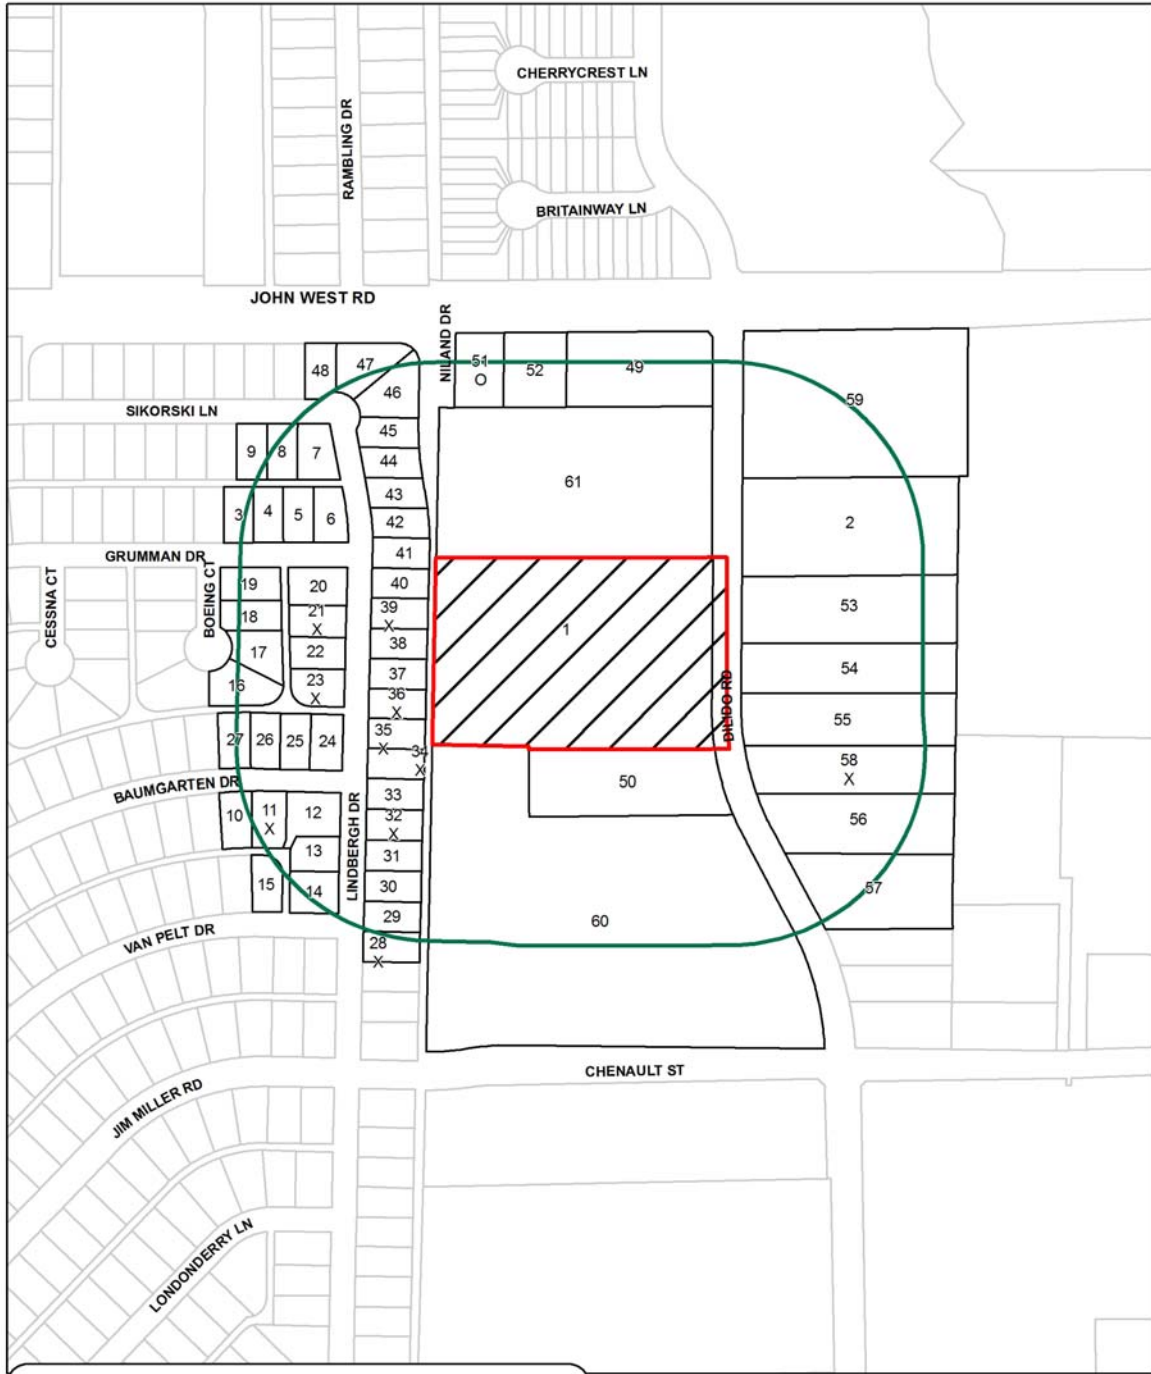 CHERRYCREST LN
RAMBLING DR
BRITAINWAY LN
JOHN WEST RD
NILAND DR
51
O
52
49
48
47
46
59
SIKORSKI LN
45
9
8
7
44
61
43
3
4
5
6
42
2
GRUMMAN DR
41
BOEING CT
CESSNA CT
19
20
40
53
18
21
X
39
X
1
17
22
38
54
16
23
X
37
36
X
DILIDO RD
55
27
26
25
24
35
X
34
X
58
X
BAUMGARTEN DR
50
10
11
X
12
33
32
X
56
LINDBERGH DR
13
31
15
14
30
57
29
60
VAN PELT DR
28
X
CHENAULT ST
JIM MILLER RD
LONDONDERRY LN